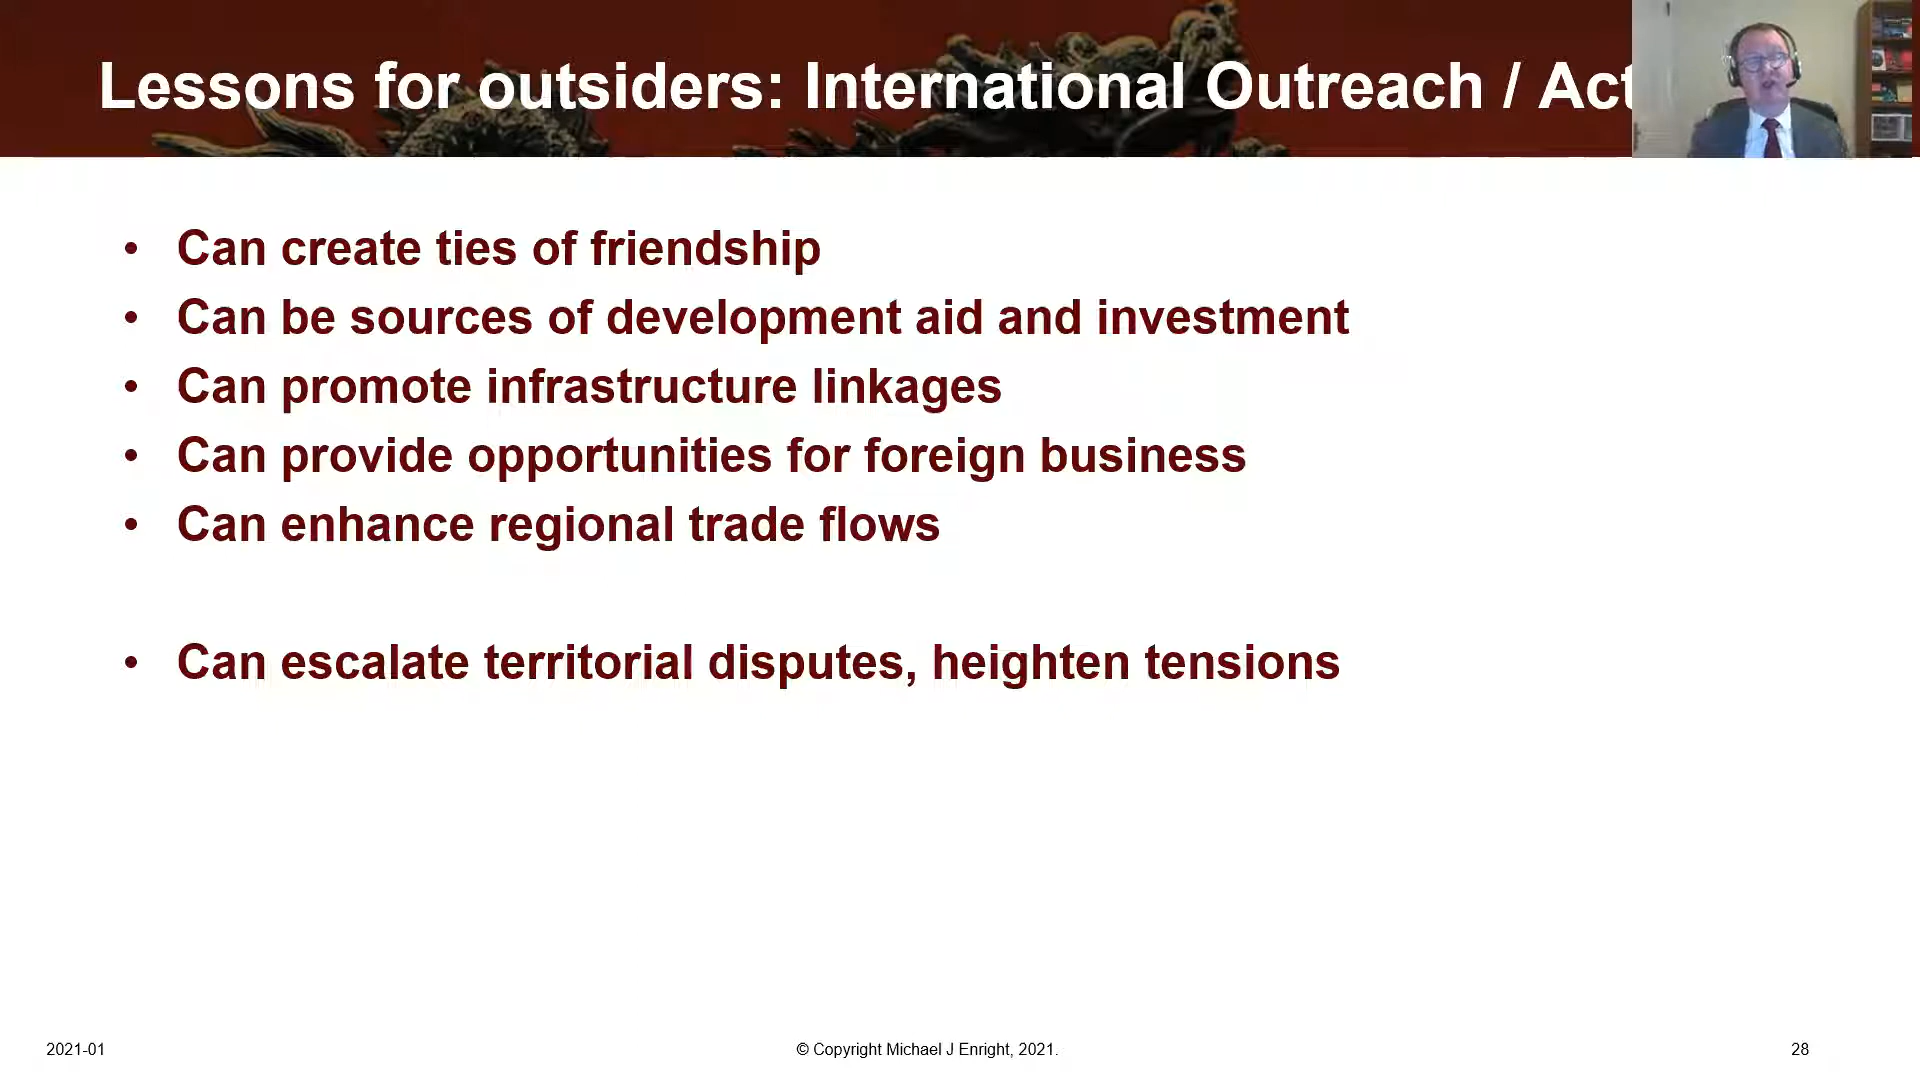 Lessons for outsiders: International Outreach / Act
• Can create ties of friendship
• Can be sources of development aid and investment
• Can promote infrastructure linkages
• Can provide opportunities for foreign business
• Can enhance regional trade flows
• Can escalate territorial disputes, heighten tensions
2021-01
© Copyright Michael J Enright, 2021.
28